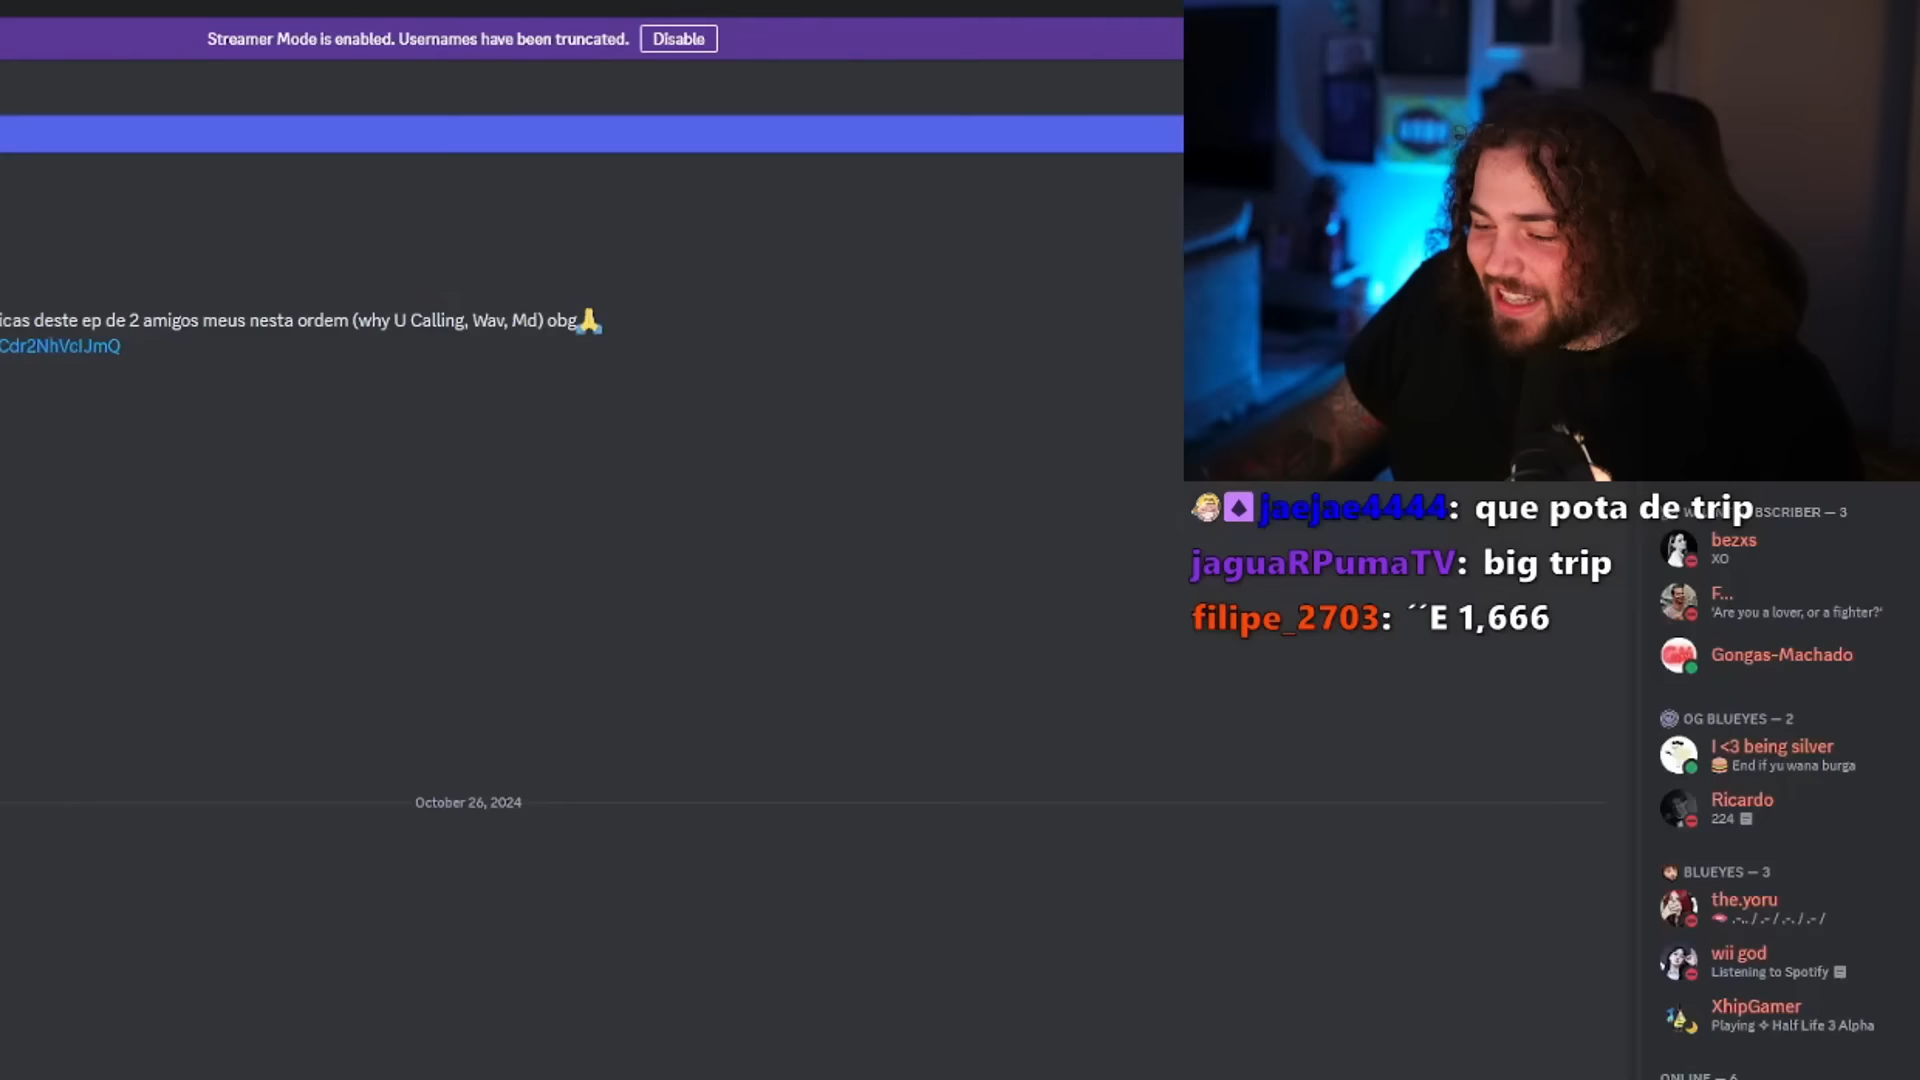 Streamer Mode is enabled. Usernames have been truncated. Disable
icas deste ep de 2 amigos meus nesta ordem (why U Calling, Wav, Md) obg🙏
Cdr2NhVcIJmQ
October 26, 2024
jaejae4444: que pota de trip
jaguaRPumaTV: big trip
filipe_2703: ´´E 1,666
BSCRIBER — 3
bezxs
XO
F...
'Are you a lover, or a fighter?'
Gongas-Machado
OG BLUEYES — 2
I <3 being silver
End if yu wana burga
Ricardo
224
BLUEYES — 3
the.yoru
.-.. / .- / .-. / .- /
wii god
Listening to Spotify
XhipGamer
Playing ✧ Half Life 3 Alpha
ONLINE — 6